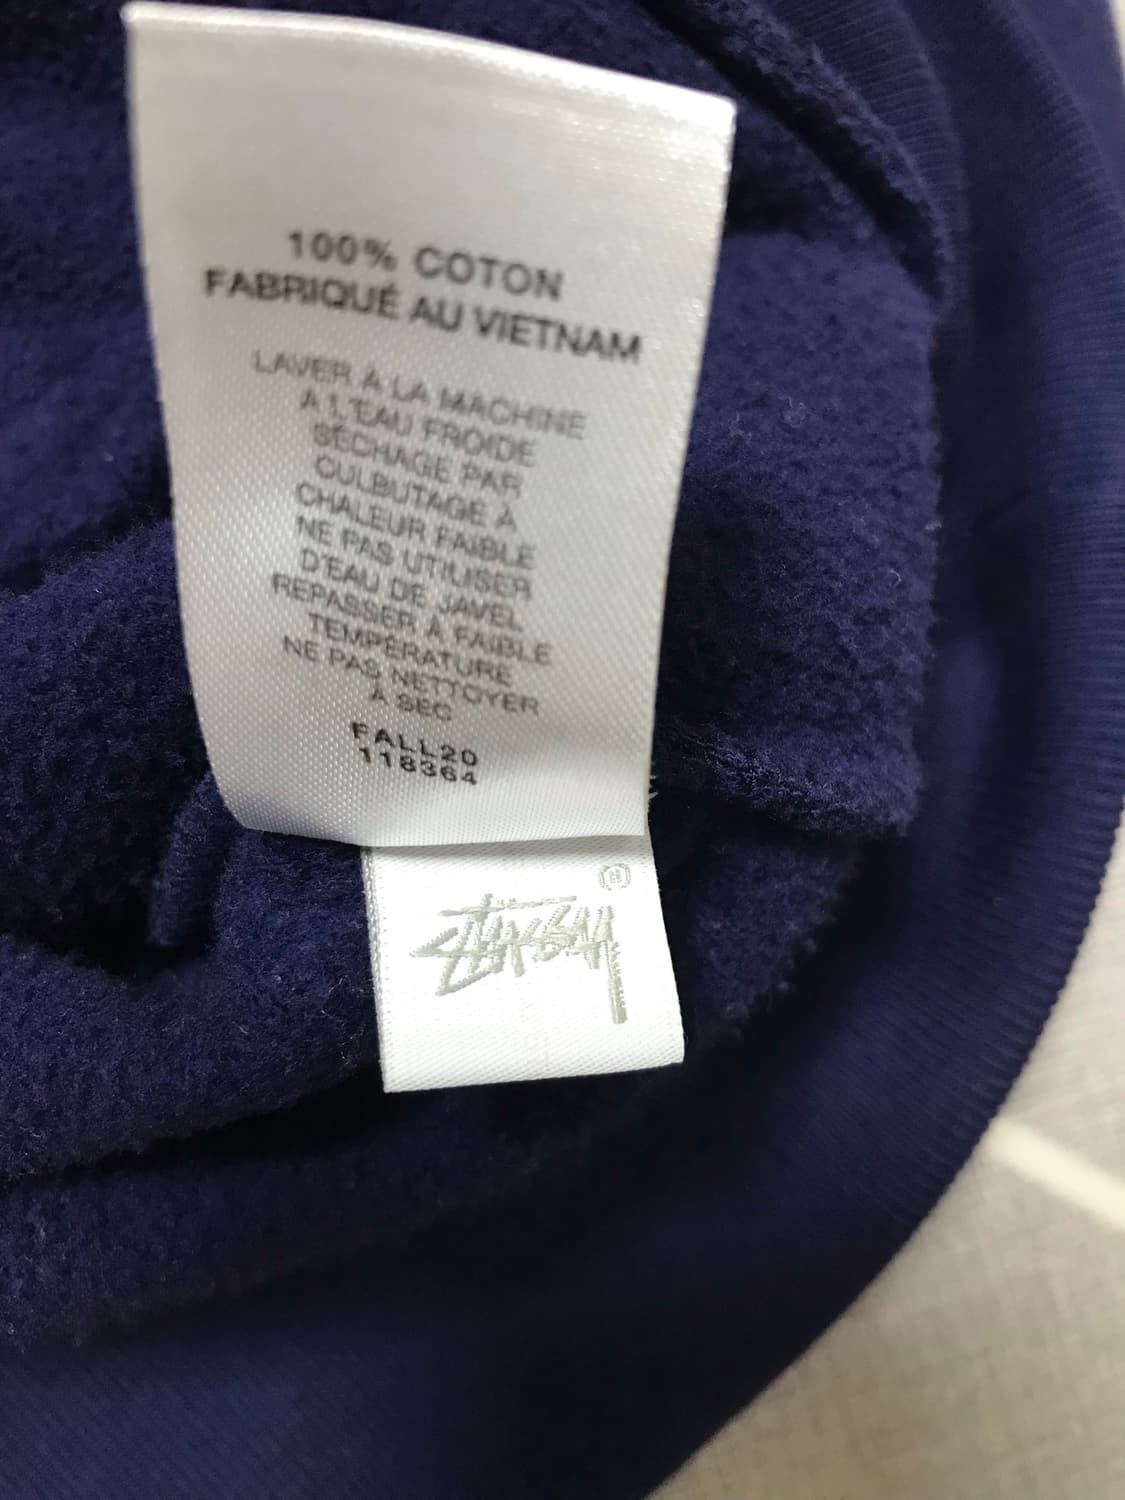 100% COTON
FABRIQUÉ AU VIETNAM
LAVER À LA MACHINE
À L'EAU FROIDE
SÉCHAGE PAR
CULBUTAGE À
CHALEUR FAIBLE
NE PAS UTILISER
D'EAU DE JAVEL
REPASSER À FAIBLE
TEMPÉRATURE
NE PAS NETTOYER
À SEC
FALL20
118364
®
STÜSSY